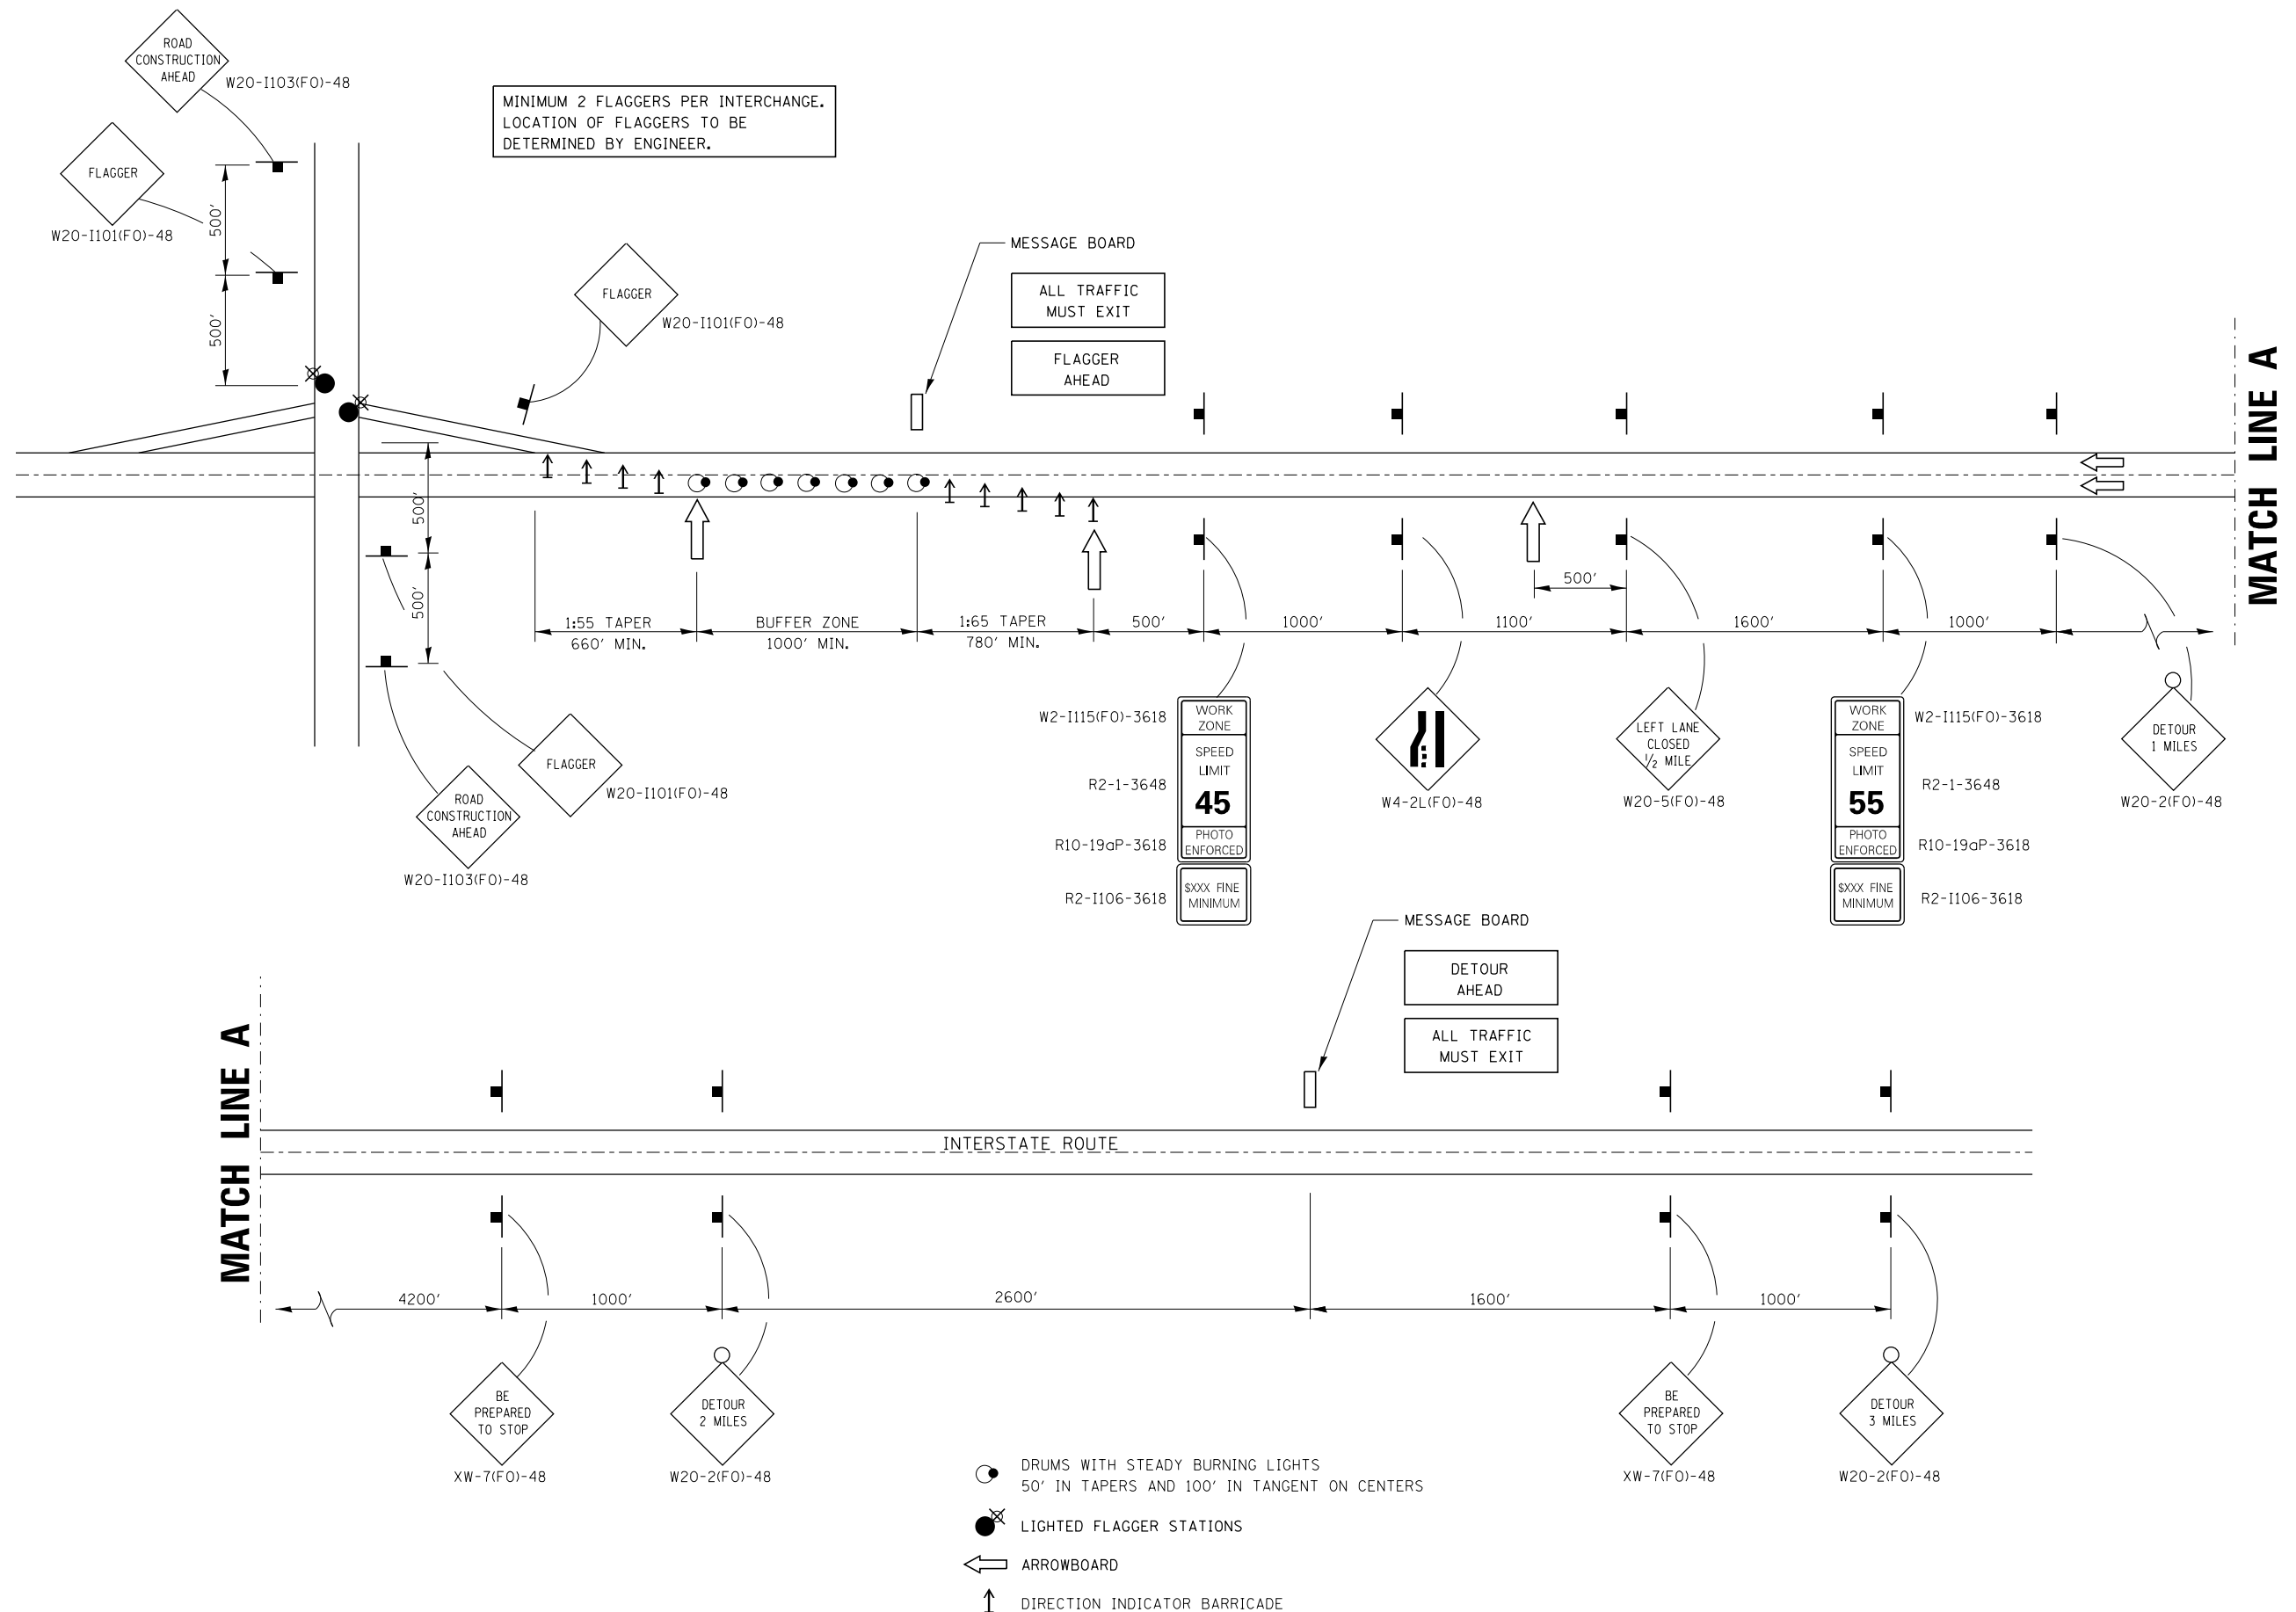 ROAD
CONSTRUCTION
AHEAD
W20-I103(FO)-48
FLAGGER
W20-I101(FO)-48
500'
500'
MINIMUM 2 FLAGGERS PER INTERCHANGE.
LOCATION OF FLAGGERS TO BE
DETERMINED BY ENGINEER.
FLAGGER
W20-I101(FO)-48
MESSAGE BOARD
ALL TRAFFIC
MUST EXIT
FLAGGER
AHEAD
MATCH LINE A
500'
500'
1:55 TAPER
660' MIN.
BUFFER ZONE
1000' MIN.
1:65 TAPER
780' MIN.
500'
1000'
1100'
500'
1600'
1000'
FLAGGER
W20-I101(FO)-48
ROAD
CONSTRUCTION
AHEAD
W20-I103(FO)-48
W2-I115(FO)-3618
R2-1-3648
R10-19aP-3618
R2-I106-3618
WORK
ZONE
SPEED
LIMIT
45
PHOTO
ENFORCED
$XXX FINE
MINIMUM
W4-2L(FO)-48
LEFT LANE
CLOSED
1/2 MILE
W20-5(FO)-48
WORK
ZONE
SPEED
LIMIT
55
PHOTO
ENFORCED
$XXX FINE
MINIMUM
W2-I115(FO)-3618
R2-1-3648
R10-19aP-3618
R2-I106-3618
DETOUR
1 MILES
W20-2(FO)-48
MATCH LINE A
MESSAGE BOARD
DETOUR
AHEAD
ALL TRAFFIC
MUST EXIT
INTERSTATE ROUTE
4200'
1000'
2600'
1600'
1000'
BE
PREPARED
TO STOP
XW-7(FO)-48
DETOUR
2 MILES
W20-2(FO)-48
BE
PREPARED
TO STOP
XW-7(FO)-48
DETOUR
3 MILES
W20-2(FO)-48
DRUMS WITH STEADY BURNING LIGHTS
50' IN TAPERS AND 100' IN TANGENT ON CENTERS
LIGHTED FLAGGER STATIONS
ARROWBOARD
DIRECTION INDICATOR BARRICADE